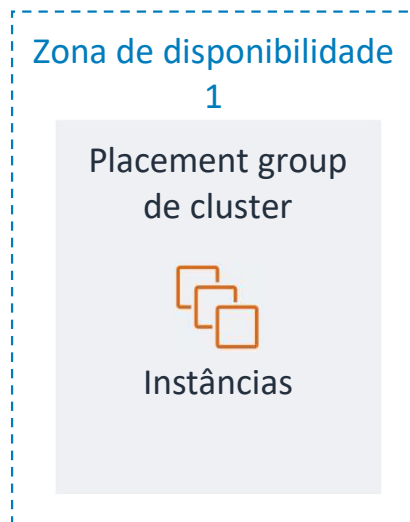 Zona de disponibilidade
1
Placement group
de cluster
Instâncias